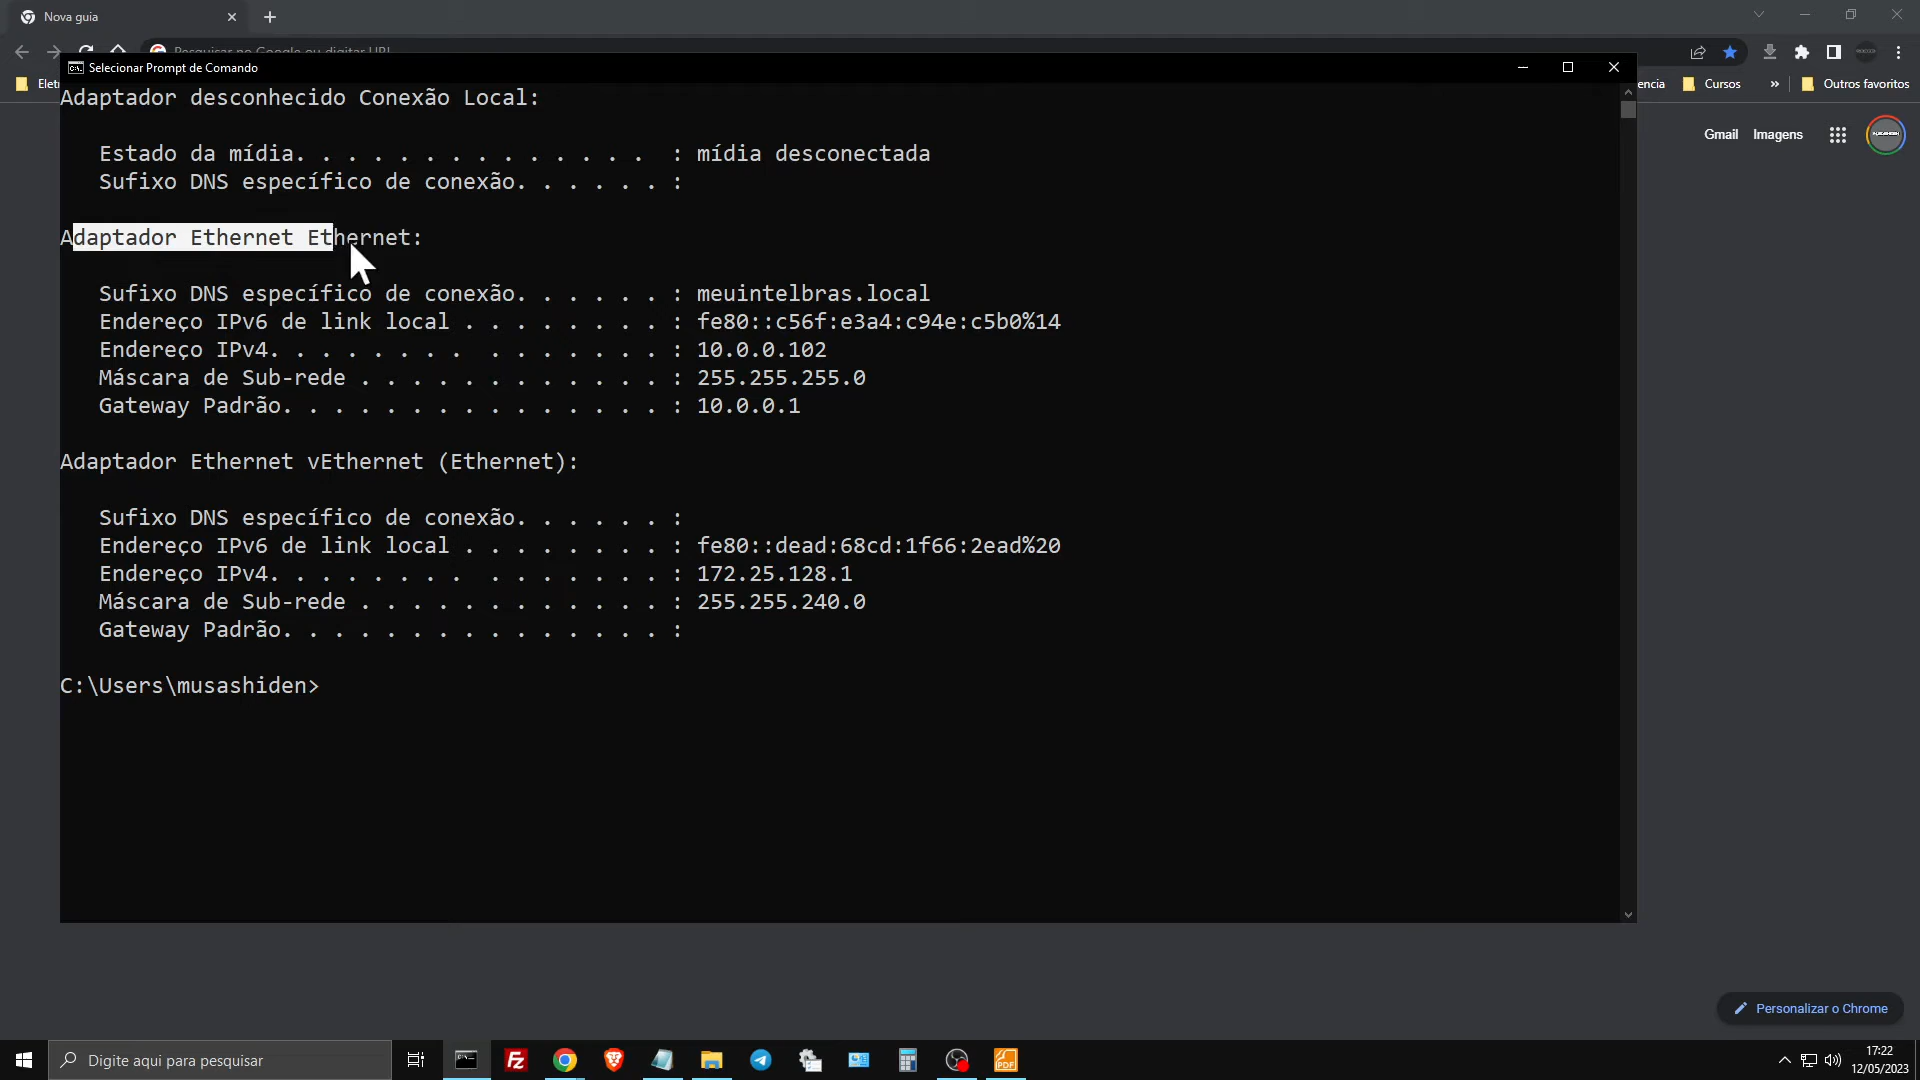 Nova guia
Pesquisar no Google ou digitar URL
Selecionar Prompt de Comando
Cursos
»
Outros favoritos
Gmail
Imagens
Adaptador desconhecido Conexão Local:
Estado da mídia. . . . . . . . . . . . . .  : mídia desconectada
Sufixo DNS específico de conexão. . . . . . :
Adaptador Ethernet Ethernet:
Sufixo DNS específico de conexão. . . . . . : meuintelbras.local
Endereço IPv6 de link local . . . . . . . . : fe80::c56f:e3a4:c94e:c5b0%14
Endereço IPv4. . . . . . . .  . . . . . . . : 10.0.0.102
Máscara de Sub-rede . . . . . . . . . . . . : 255.255.255.0
Gateway Padrão. . . . . . . . . . . . . . . : 10.0.0.1
Adaptador Ethernet vEthernet (Ethernet):
Sufixo DNS específico de conexão. . . . . . :
Endereço IPv6 de link local . . . . . . . . : fe80::dead:68cd:1f66:2ead%20
Endereço IPv4. . . . . . . .  . . . . . . . : 172.25.128.1
Máscara de Sub-rede . . . . . . . . . . . . : 255.255.240.0
Gateway Padrão. . . . . . . . . . . . . . . :
C:\Users\musashiden>
Personalizar o Chrome
Digite aqui para pesquisar
17:22
12/05/2023